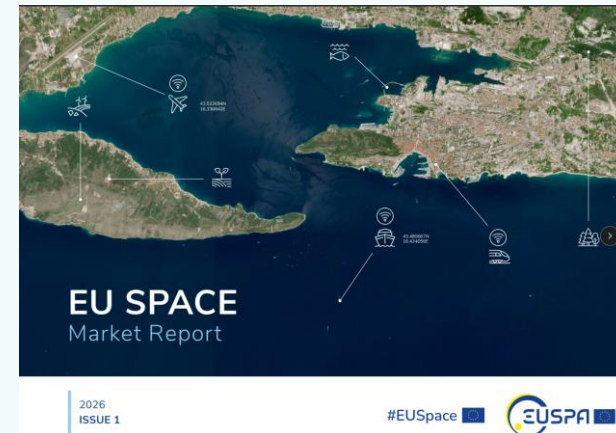 EU SPACE
Market Report
2026
ISSUE 1
#EUSpace
EUSPA